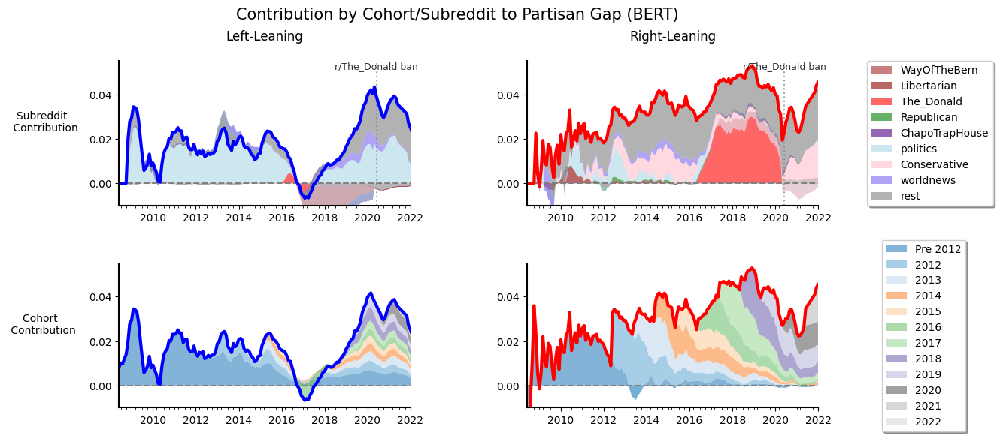 Contribution by Cohort/Subreddit to Partisan Gap (BERT)
Left-Leaning
Right-Leaning
r/The_Donald ban
r/The_Donald ban
Subreddit
Contribution
0.04
0.02
0.00
2010 2012 2014 2016 2018 2020 2022
0.04
0.02
0.00
2010 2012 2014 2016 2018 2020 2022
WayOfTheBern
Libertarian
The_Donald
Republican
ChapoTrapHouse
politics
Conservative
worldnews
rest
Cohort
Contribution
0.04
0.02
0.00
2010 2012 2014 2016 2018 2020 2022
0.04
0.02
0.00
2010 2012 2014 2016 2018 2020 2022
Pre 2012
2012
2013
2014
2015
2016
2017
2018
2019
2020
2021
2022